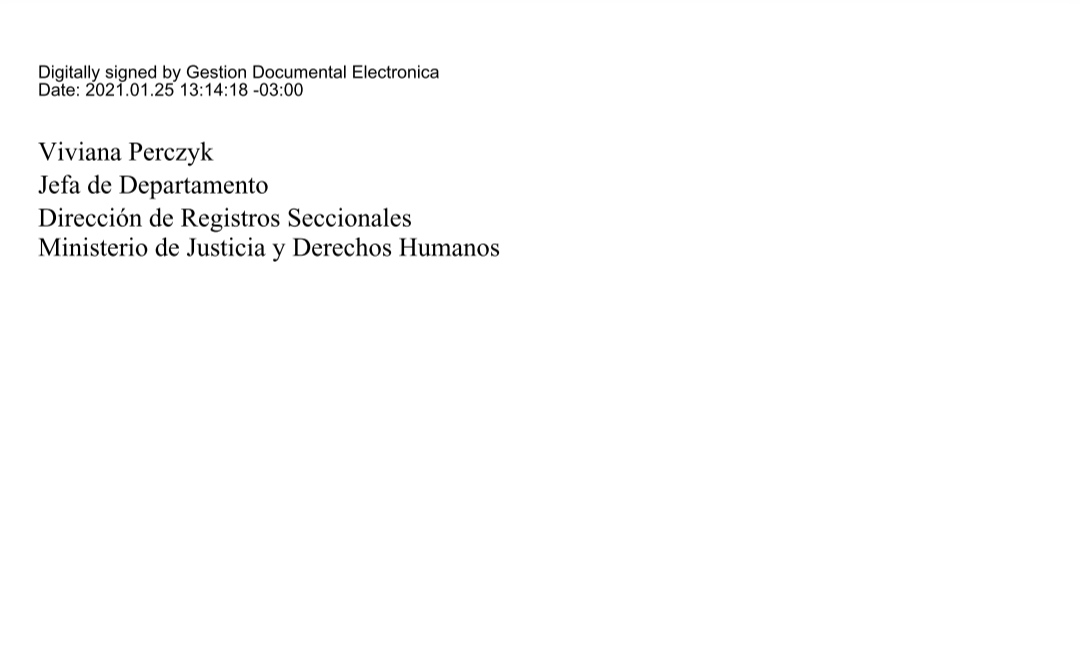 Digitally signed by Gestion Documental Electronica
Date: 2021.01.25 13:14:18 -03:00
Viviana Perczyk
Jefa de Departamento
Dirección de Registros Seccionales
Ministerio de Justicia y Derechos Humanos